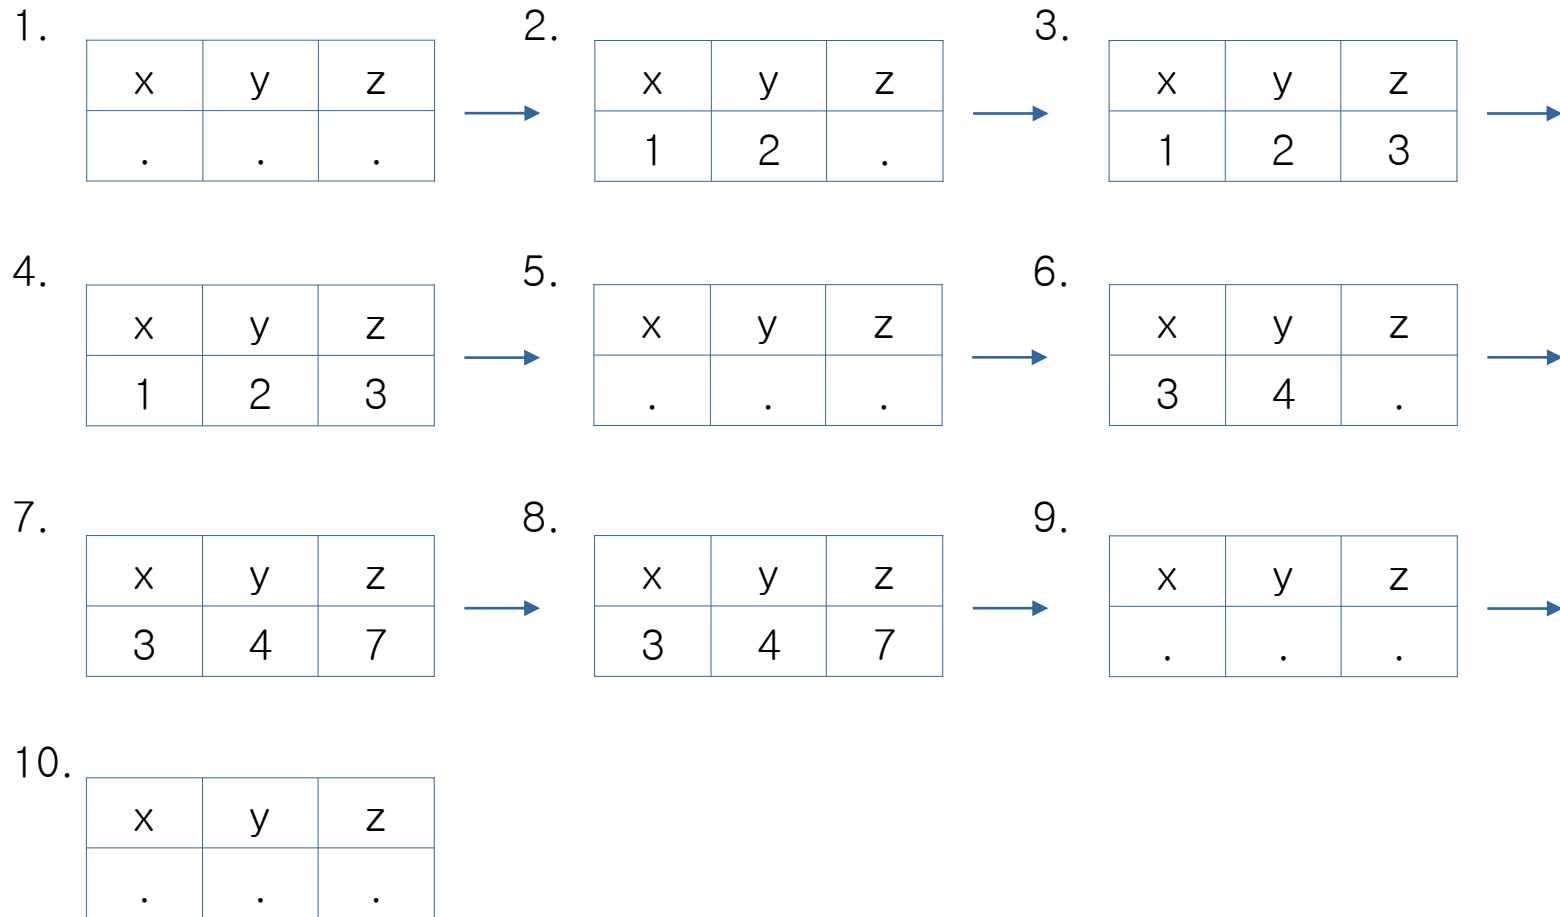 1. 2. 3.
x y z x y z x y z
. . . 1 2 . 1 2 3
4. 5. 6.
x y z x y z x y z
1 2 3 . . . 3 4 .
7. 8. 9.
x y z x y z x y z
3 4 7 3 4 7 . . .
10.
x y z
. . .